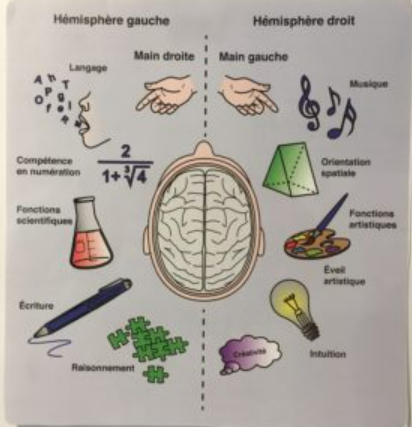 Hémisphère gauche
Hémisphère droit
Main droite
Main gauche
Langage
Musique
Compétence
en numération
2
1+∛4
Orientation
spatiale
Fonctions
scientifiques
Fonctions
artistiques
Éveil
artistique
Écriture
Créativité
Intuition
Raisonnement